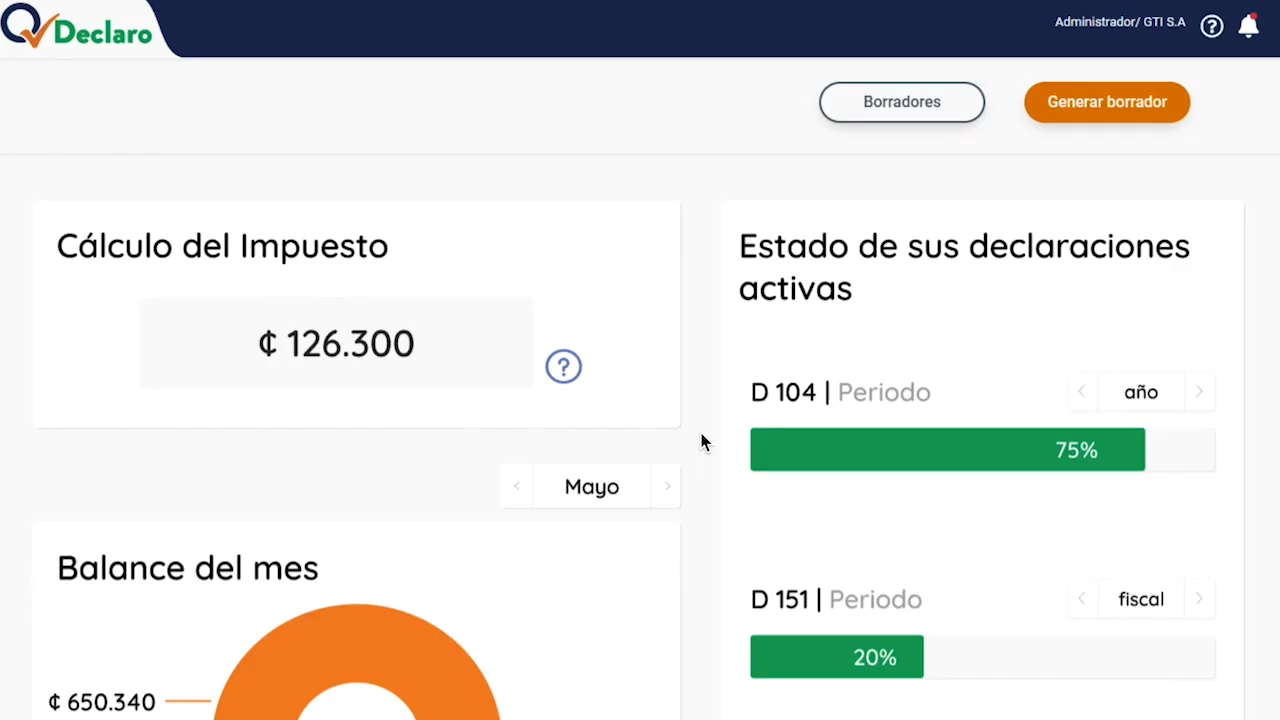 Declaro
Administrador/ GTI S.A
?
Borradores
Generar borrador
Cálculo del Impuesto
₡ 126.300
?
< Mayo >
Balance del mes
₡ 650.340
Estado de sus declaraciones
activas
D 104 | Periodo
< año >
75%
D 151 | Periodo
< fiscal >
20%